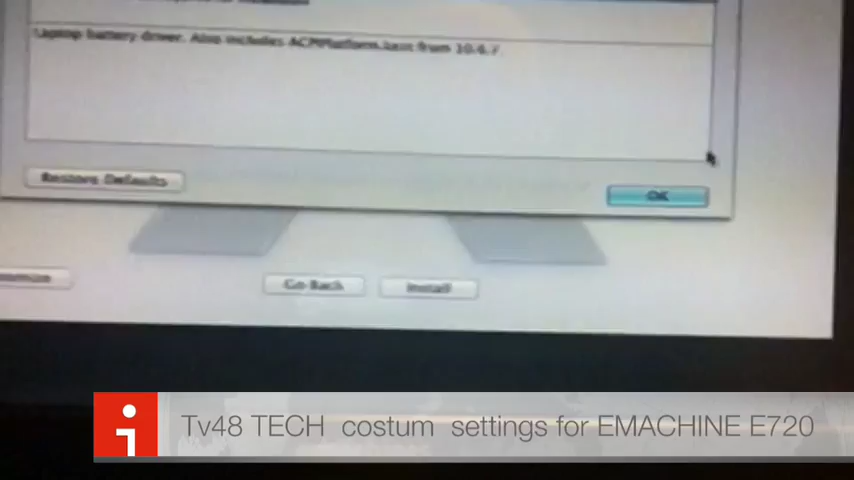 Laptop battery driver. Also includes ACPIPlatform.kext from 10.6.7.
Restore Defaults
OK
Go Back
Install
i
Tv48 TECH costum settings for EMACHINE E720